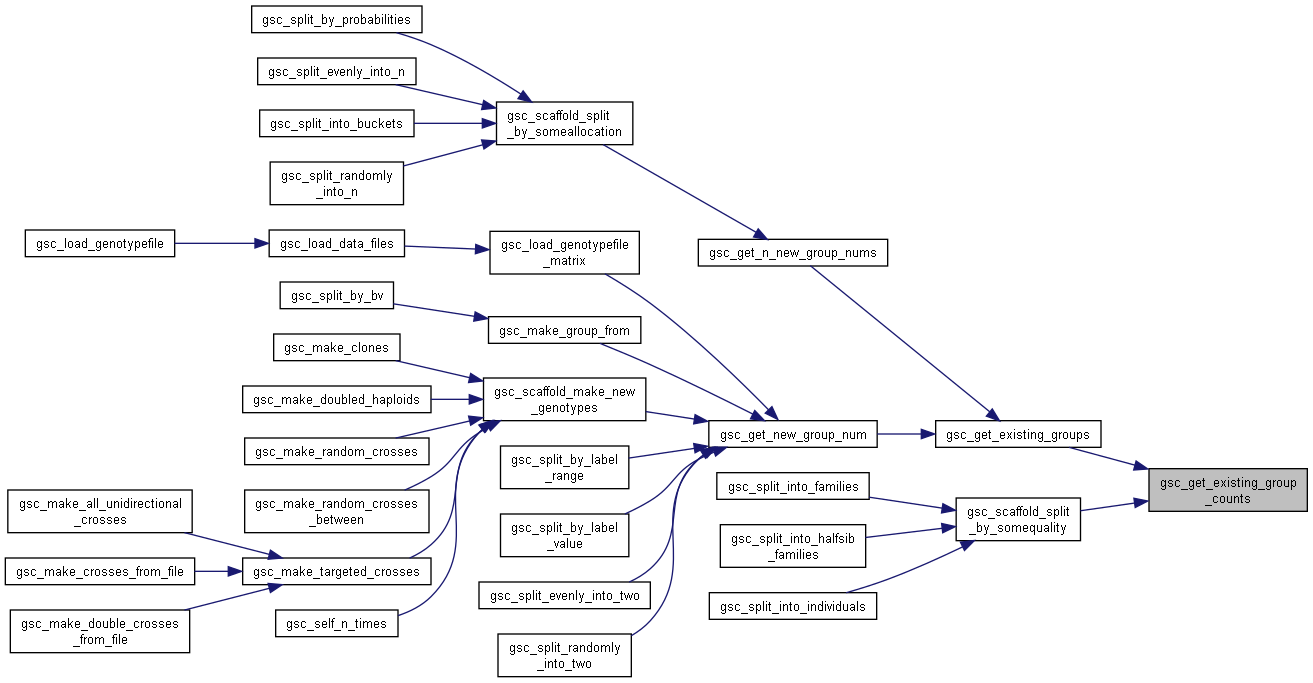 gsc_split_by_probabilities
gsc_split_evenly_into_n
gsc_split_into_buckets
gsc_split_randomly
_into_n
gsc_scaffold_split
_by_someallocation
gsc_load_genotypefile
gsc_load_data_files
gsc_load_genotypefile
_matrix
gsc_get_n_new_group_nums
gsc_split_by_bv
gsc_make_group_from
gsc_make_clones
gsc_make_doubled_haploids
gsc_make_random_crosses
gsc_make_random_crosses
_between
gsc_scaffold_make_new
_genotypes
gsc_get_new_group_num
gsc_get_existing_groups
gsc_get_existing_group
_counts
gsc_split_by_label
_range
gsc_split_by_label
_value
gsc_split_into_families
gsc_split_into_halfsib
_families
gsc_split_into_individuals
gsc_scaffold_split
_by_somequality
gsc_make_all_unidirectional
_crosses
gsc_make_crosses_from_file
gsc_make_double_crosses
_from_file
gsc_make_targeted_crosses
gsc_self_n_times
gsc_split_evenly_into_two
gsc_split_randomly
_into_two